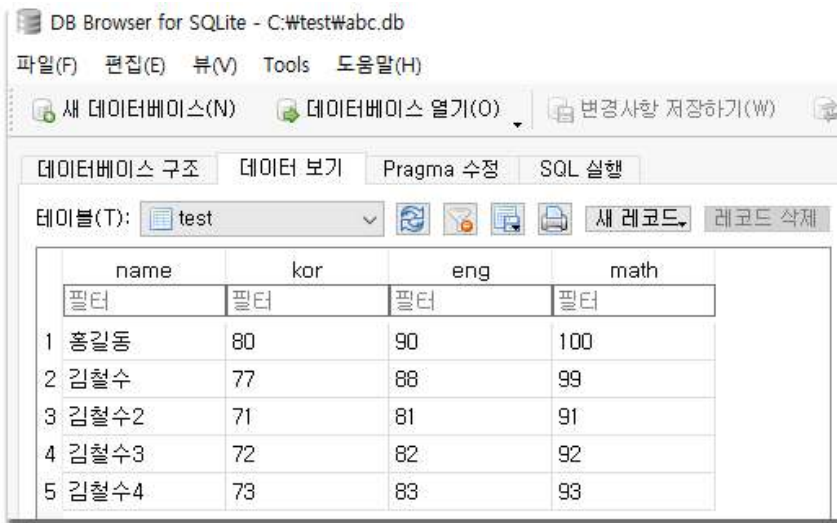 DB Browser for SQLite - C:₩test₩abc.db
파일(F) 편집(E) 뷰(V) Tools 도움말(H)
새 데이터베이스(N) 데이터베이스 열기(O) 변경사항 저장하기(W)
데이터베이스 구조 데이터 보기 Pragma 수정 SQL 실행
테이블(T): test 새 레코드 레코드 삭제
name kor eng math
필터 필터 필터 필터
1 홍길동 80 90 100
2 김철수 77 88 99
3 김철수2 71 81 91
4 김철수3 72 82 92
5 김철수4 73 83 93